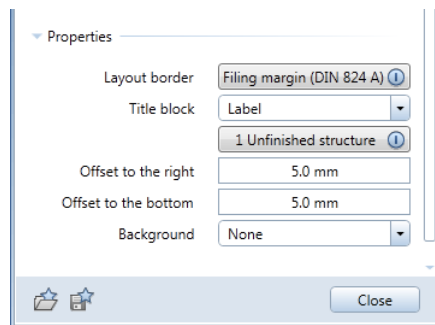 Properties
Layout border Filing margin (DIN 824 A)
Title block Label
1 Unfinished structure
Offset to the right 5.0 mm
Offset to the bottom 5.0 mm
Background None
Close